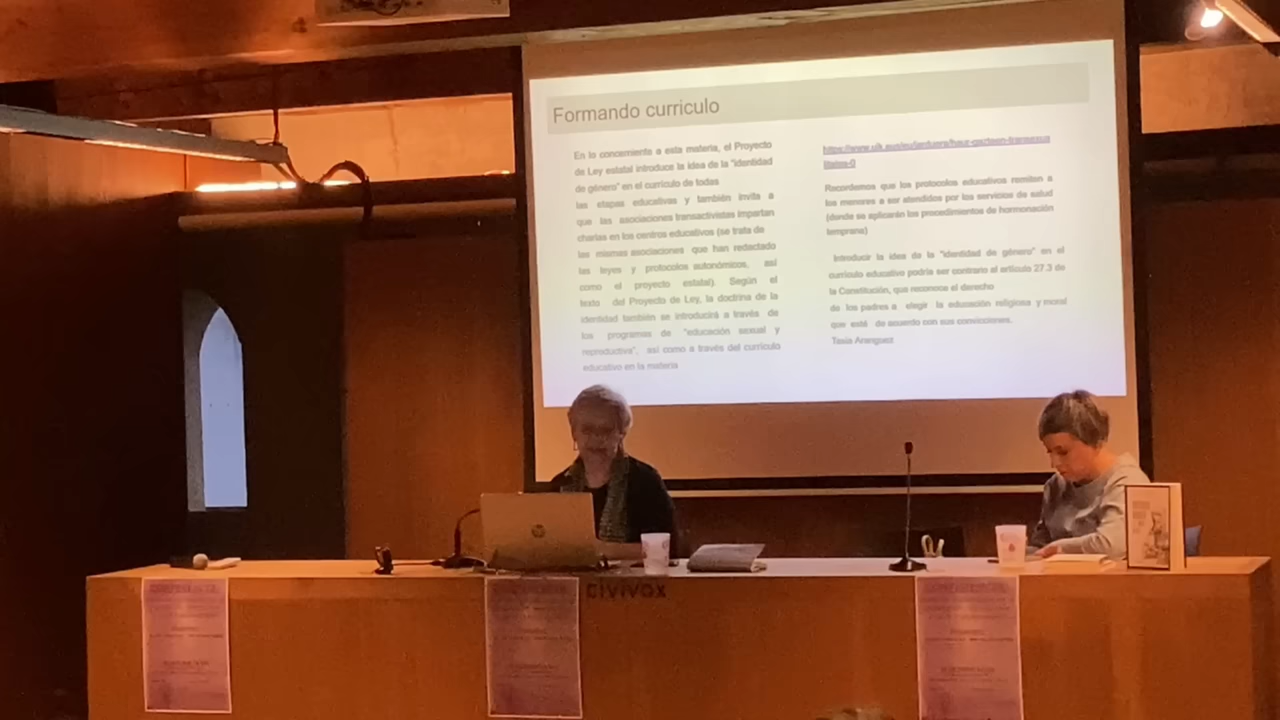 Formando curriculo
En lo concerniente a esta materia, el Proyecto
de Ley estatal introduce la idea de la "identidad
de género" en el currículo de todas
las etapas educativas y también invita a
que las asociaciones transactivistas impartan
charlas en los centros educativos (se trata de
las mismas asociaciones que han redactado
las leyes y protocolos autonómicos, así
como el proyecto estatal). Según el
texto del Proyecto de Ley, la doctrina de la
identidad también se introducirá a través de
los programas de "educación sexual y
reproductiva", así como a través del currículo
educativo en la materia
Recordemos que los protocolos educativos remiten a
los menores a ser atendidos por los servicios de salud
(donde se aplicarán los procedimientos de hormonación
temprana)
Introducir la idea de la "identidad de género" en el
currículo educativo podría ser contrario al artículo 27.3 de
la Constitución, que reconoce el derecho
de los padres a elegir la educación religiosa y moral
que esté de acuerdo con sus convicciones.
Tasia Aranguez
civivox